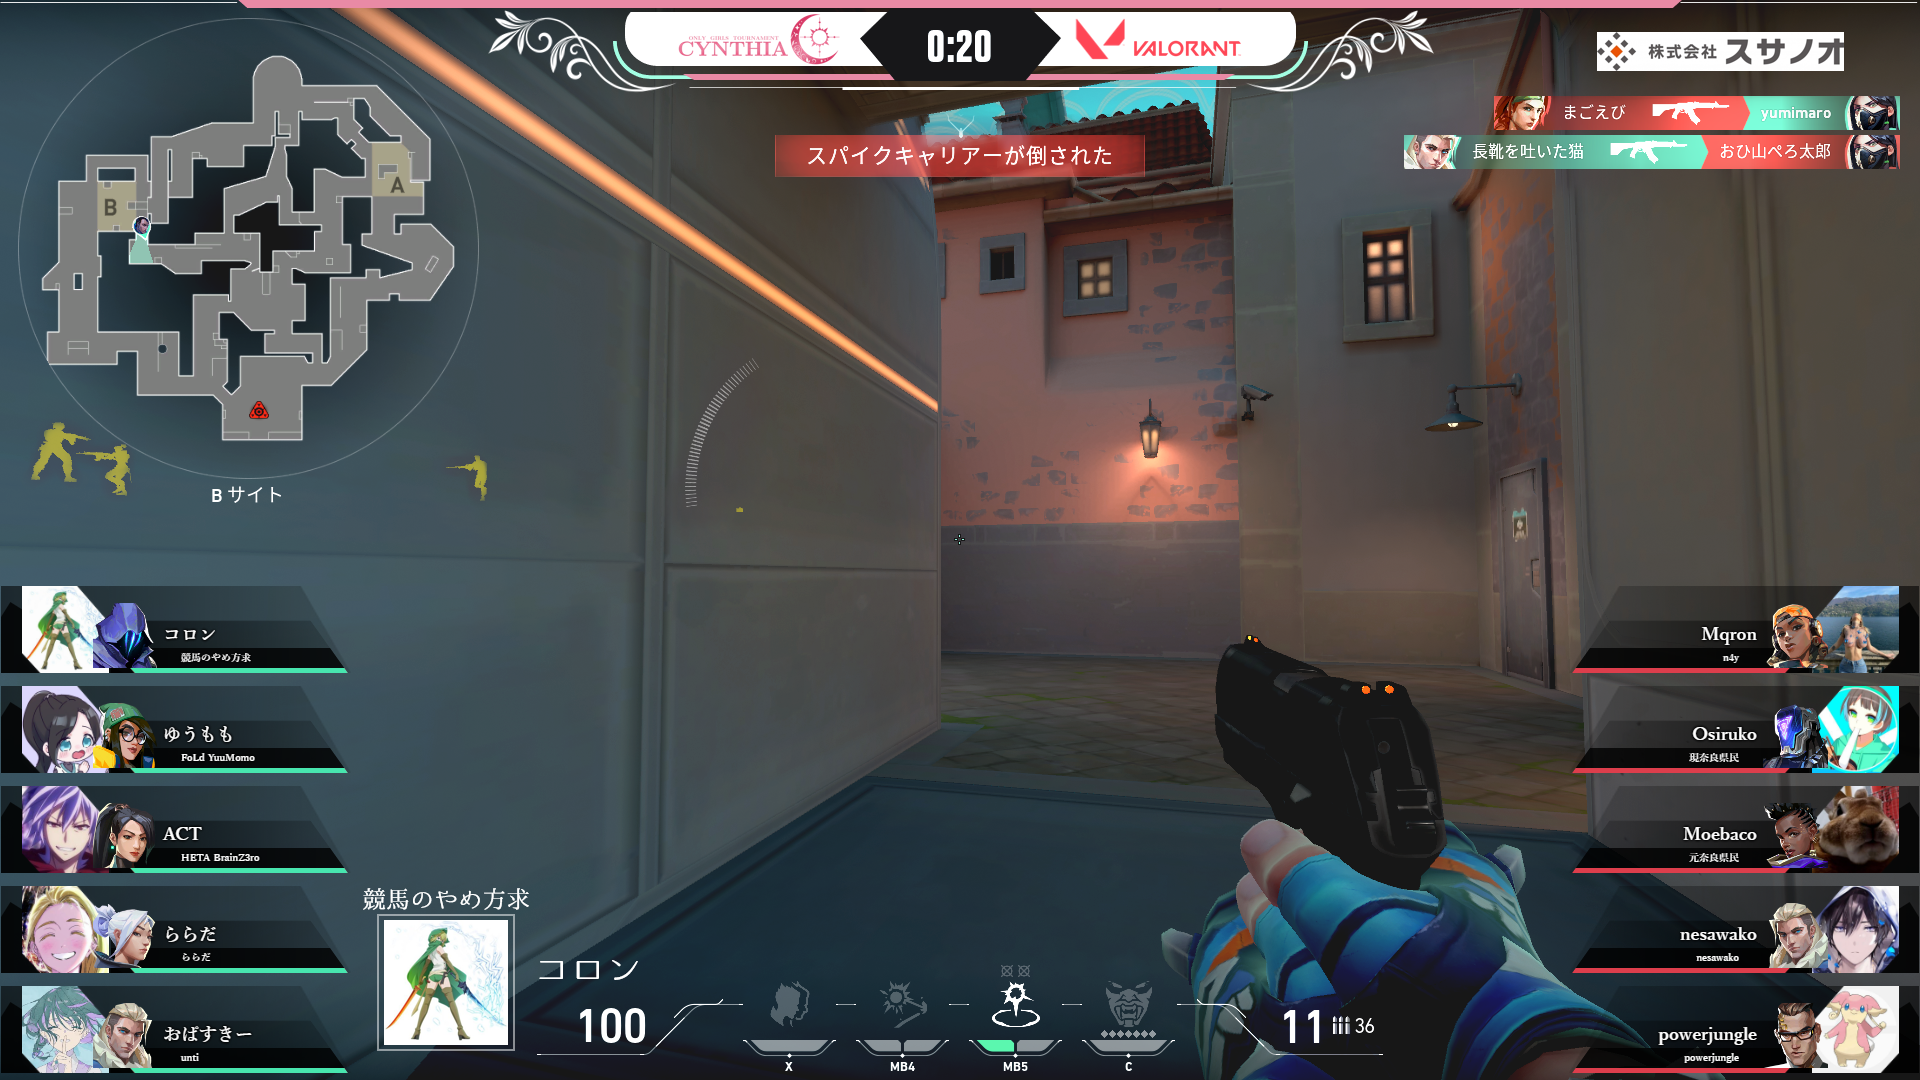 ONLY GIRLS TOURNAMENT
CYNTHIA
0:20
VALORANT
株式会社 スサノオ
まごえび yumimaro
長靴を吐いた猫 おひ山ぺろ太郎
スパイクキャリアーが倒された
A
B
B サイト
コロン
競馬のやめ方求
ゆうもも
FoLd YuuMomo
ACT
HETA BrainZ3ro
ららだ
ららだ
おばすきー
unti
Mqron
n4y
Osiruko
現奈良県民
Moebaco
元奈良県民
nesawako
nesawako
powerjungle
powerjungle
競馬のやめ方求
コロン
100
X
MB4
MB5
C
11 36